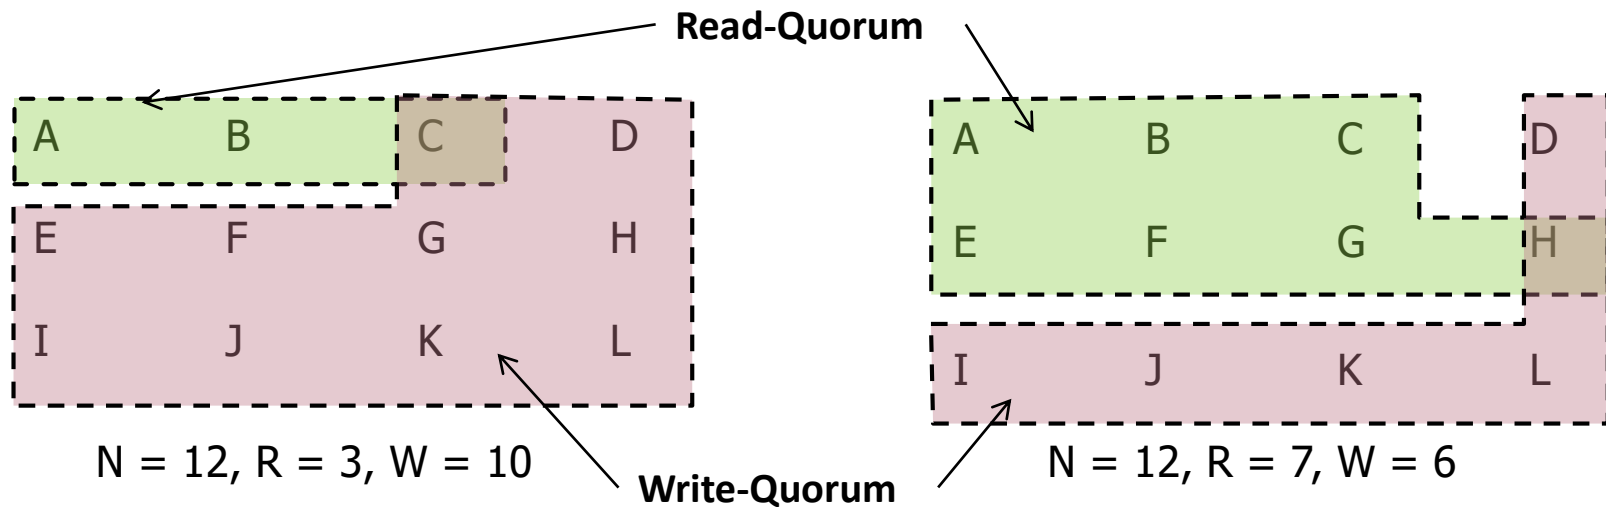 Read-Quorum
A B C D
E F G H
I J K L
N = 12, R = 3, W = 10
A B C D
E F G H
I J K L
N = 12, R = 7, W = 6
Write-Quorum